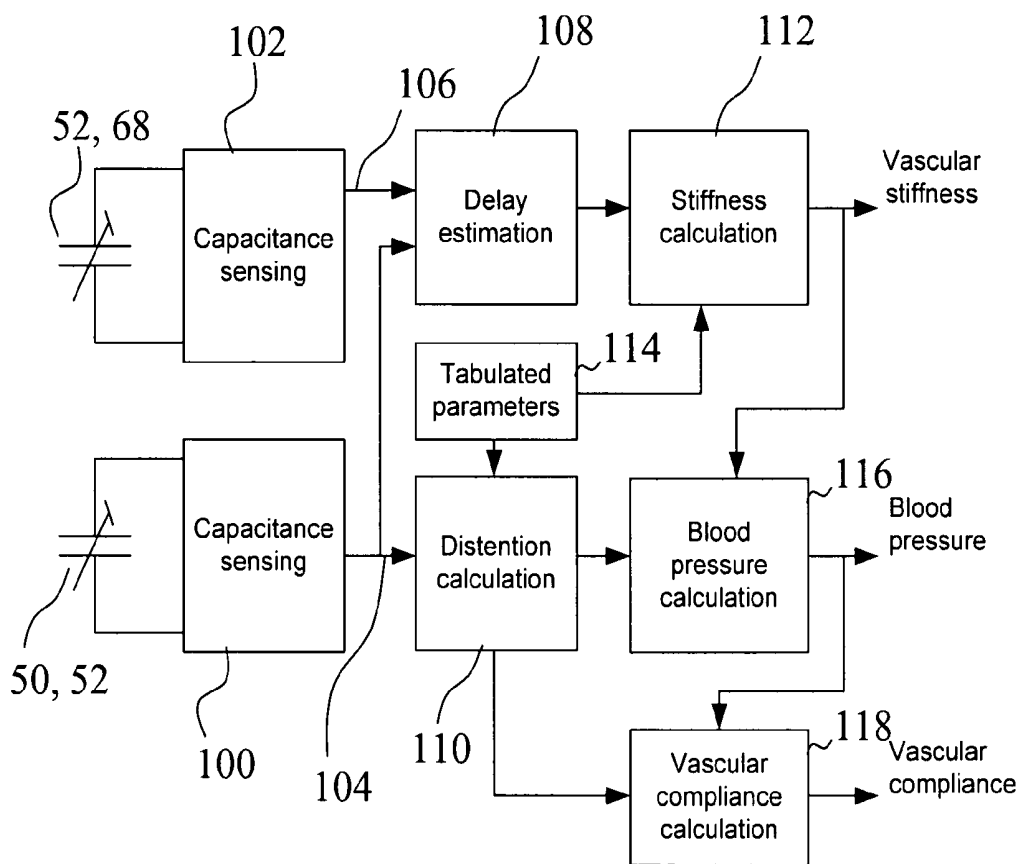 102
108
112
106
52, 68
Capacitance
sensing
Delay
estimation
Stiffness
calculation
Vascular
stiffness
114
Tabulated
parameters
Capacitance
sensing
Distention
calculation
116
Blood
pressure
calculation
Blood
pressure
50, 52
100
104
110
118
Vascular
compliance
calculation
Vascular
compliance